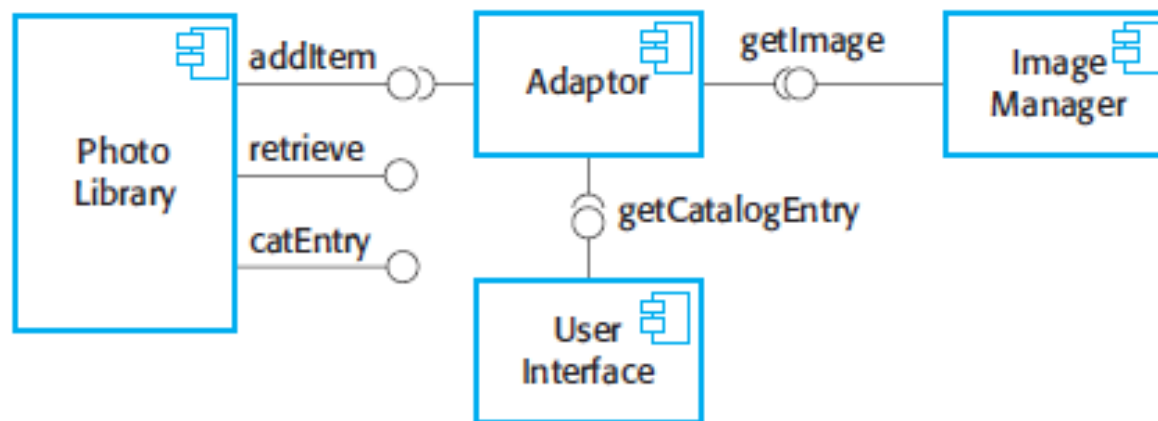 addItem
getImage
Adaptor
Image
Manager
Photo
Library
retrieve
catEntry
getCatalogEntry
User
Interface